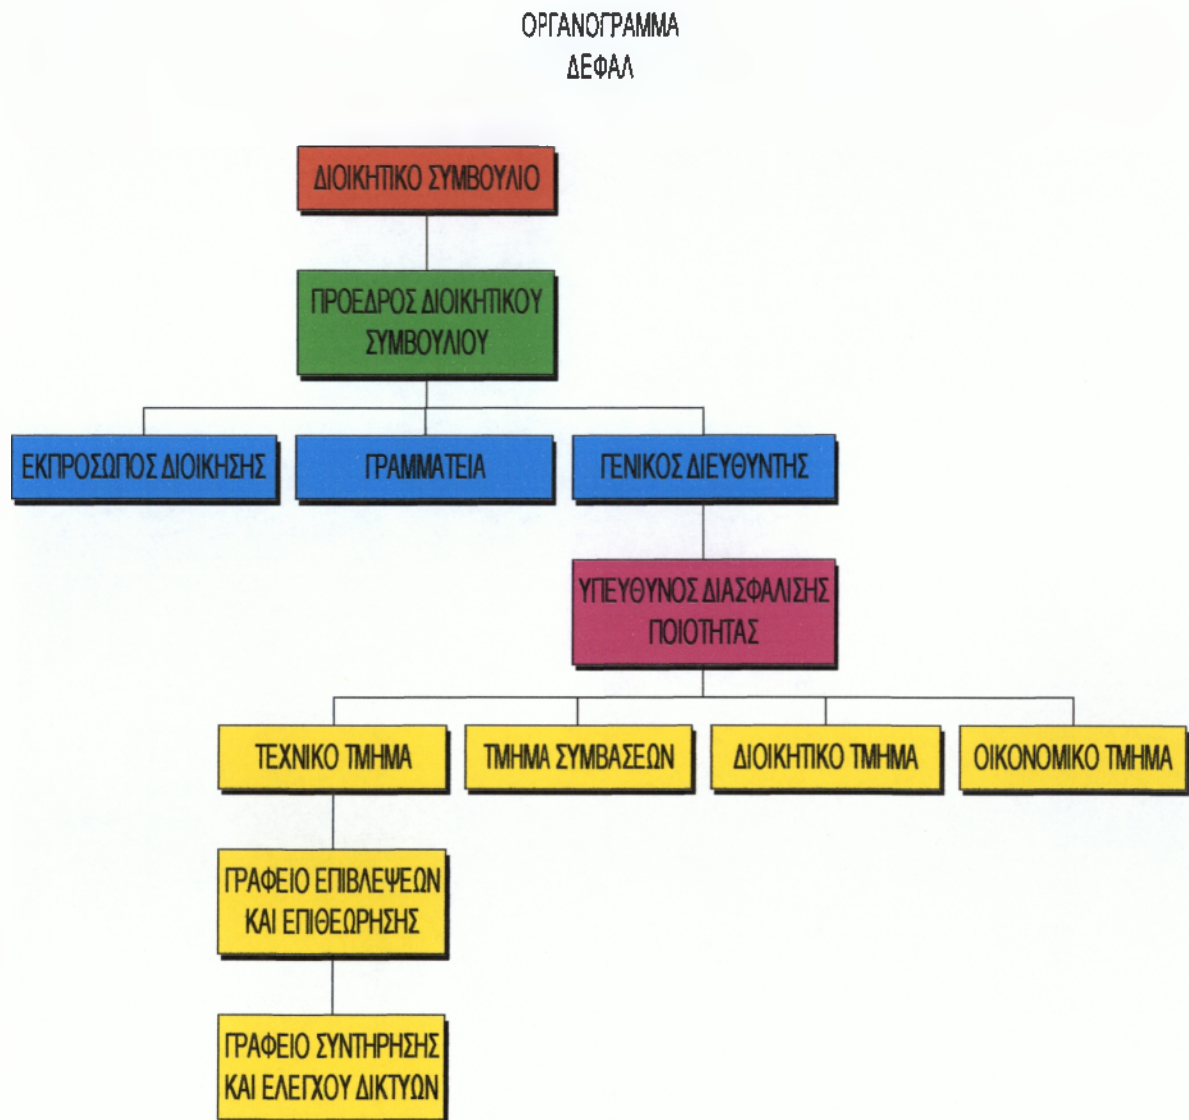 ΟΡΓΑΝΟΓΡΑΜΜΑ
ΔΕΦΑΛ
ΔΙΟΙΚΗΤΙΚΟ ΣΥΜΒΟΥΛΙΟ
ΠΡΟΕΔΡΟΣ ΔΙΟΙΚΗΤΙΚΟΥ
ΣΥΜΒΟΥΛΙΟΥ
ΕΚΠΡΟΣΩΠΟΣ ΔΙΟΙΚΗΣΗΣ
ΓΡΑΜΜΑΤΕΙΑ
ΓΕΝΙΚΟΣ ΔΙΕΥΘΥΝΤΗΣ
ΥΠΕΥΘΥΝΟΣ ΔΙΑΣΦΑΛΙΣΗΣ
ΠΟΙΟΤΗΤΑΣ
ΤΕΧΝΙΚΟ ΤΜΗΜΑ
ΤΜΗΜΑ ΣΥΜΒΑΣΕΩΝ
ΔΙΟΙΚΗΤΙΚΟ ΤΜΗΜΑ
ΟΙΚΟΝΟΜΙΚΟ ΤΜΗΜΑ
ΓΡΑΦΕΙΟ ΕΠΙΒΛΕΨΕΩΝ
ΚΑΙ ΕΠΙΘΕΩΡΗΣΗΣ
ΓΡΑΦΕΙΟ ΣΥΝΤΗΡΗΣΗΣ
ΚΑΙ ΕΛΕΓΧΟΥ ΔΙΚΤΥΩΝ